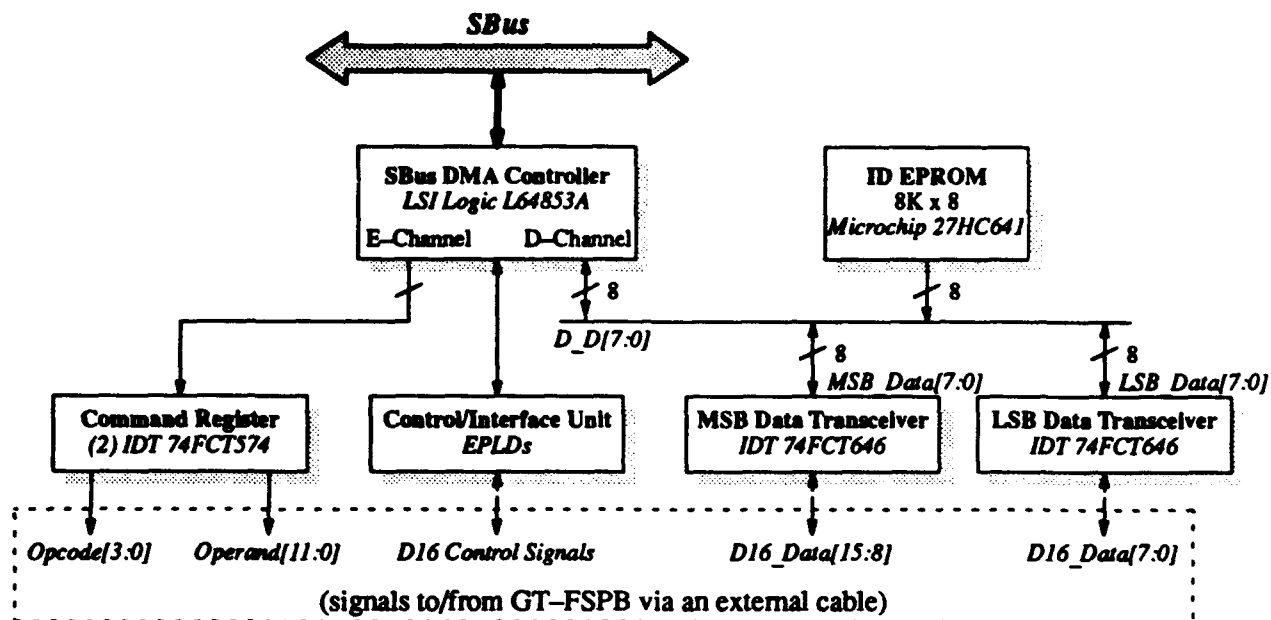 SBus
SBus DMA Controller
LSI Logic L64853A
E–Channel D–Channel
ID EPROM
8K x 8
Microchip 27HC641
8
8
D_D[7:0]
8
8
MSB_Data[7:0]
LSB_Data[7:0]
Command Register
(2) IDT 74FCT574
Control/Interface Unit
EPLDs
MSB Data Transceiver
IDT 74FCT646
LSB Data Transceiver
IDT 74FCT646
Opcode[3:0]
Operand[11:0]
D16 Control Signals
D16_Data[15:8]
D16_Data[7:0]
(signals to/from GT–FSPB via an external cable)